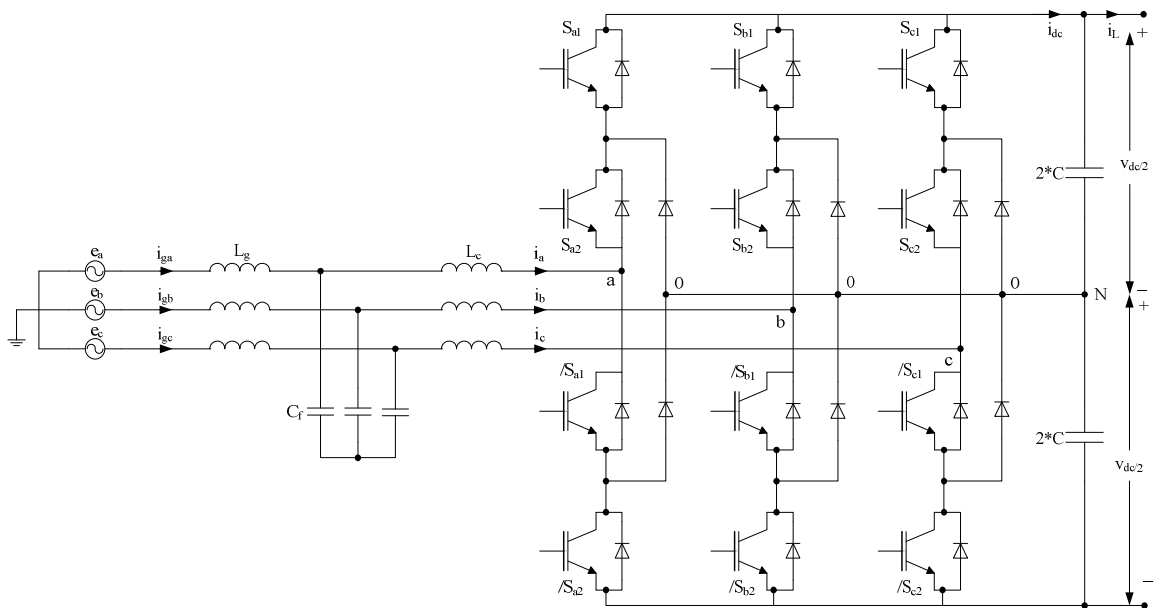 Sa1 Sb1 Sc1 idc iL
+
2*C vdc/2
Sa2 Sb2 Sc2
ea iga Lg Lc ia
a 0 0 0 N
−
+
eb igb ib
b
ec igc ic
c
/Sa1 /Sb1 /Sc1
Cf
2*C
vdc/2
/Sa2 /Sb2 /Sc2
−